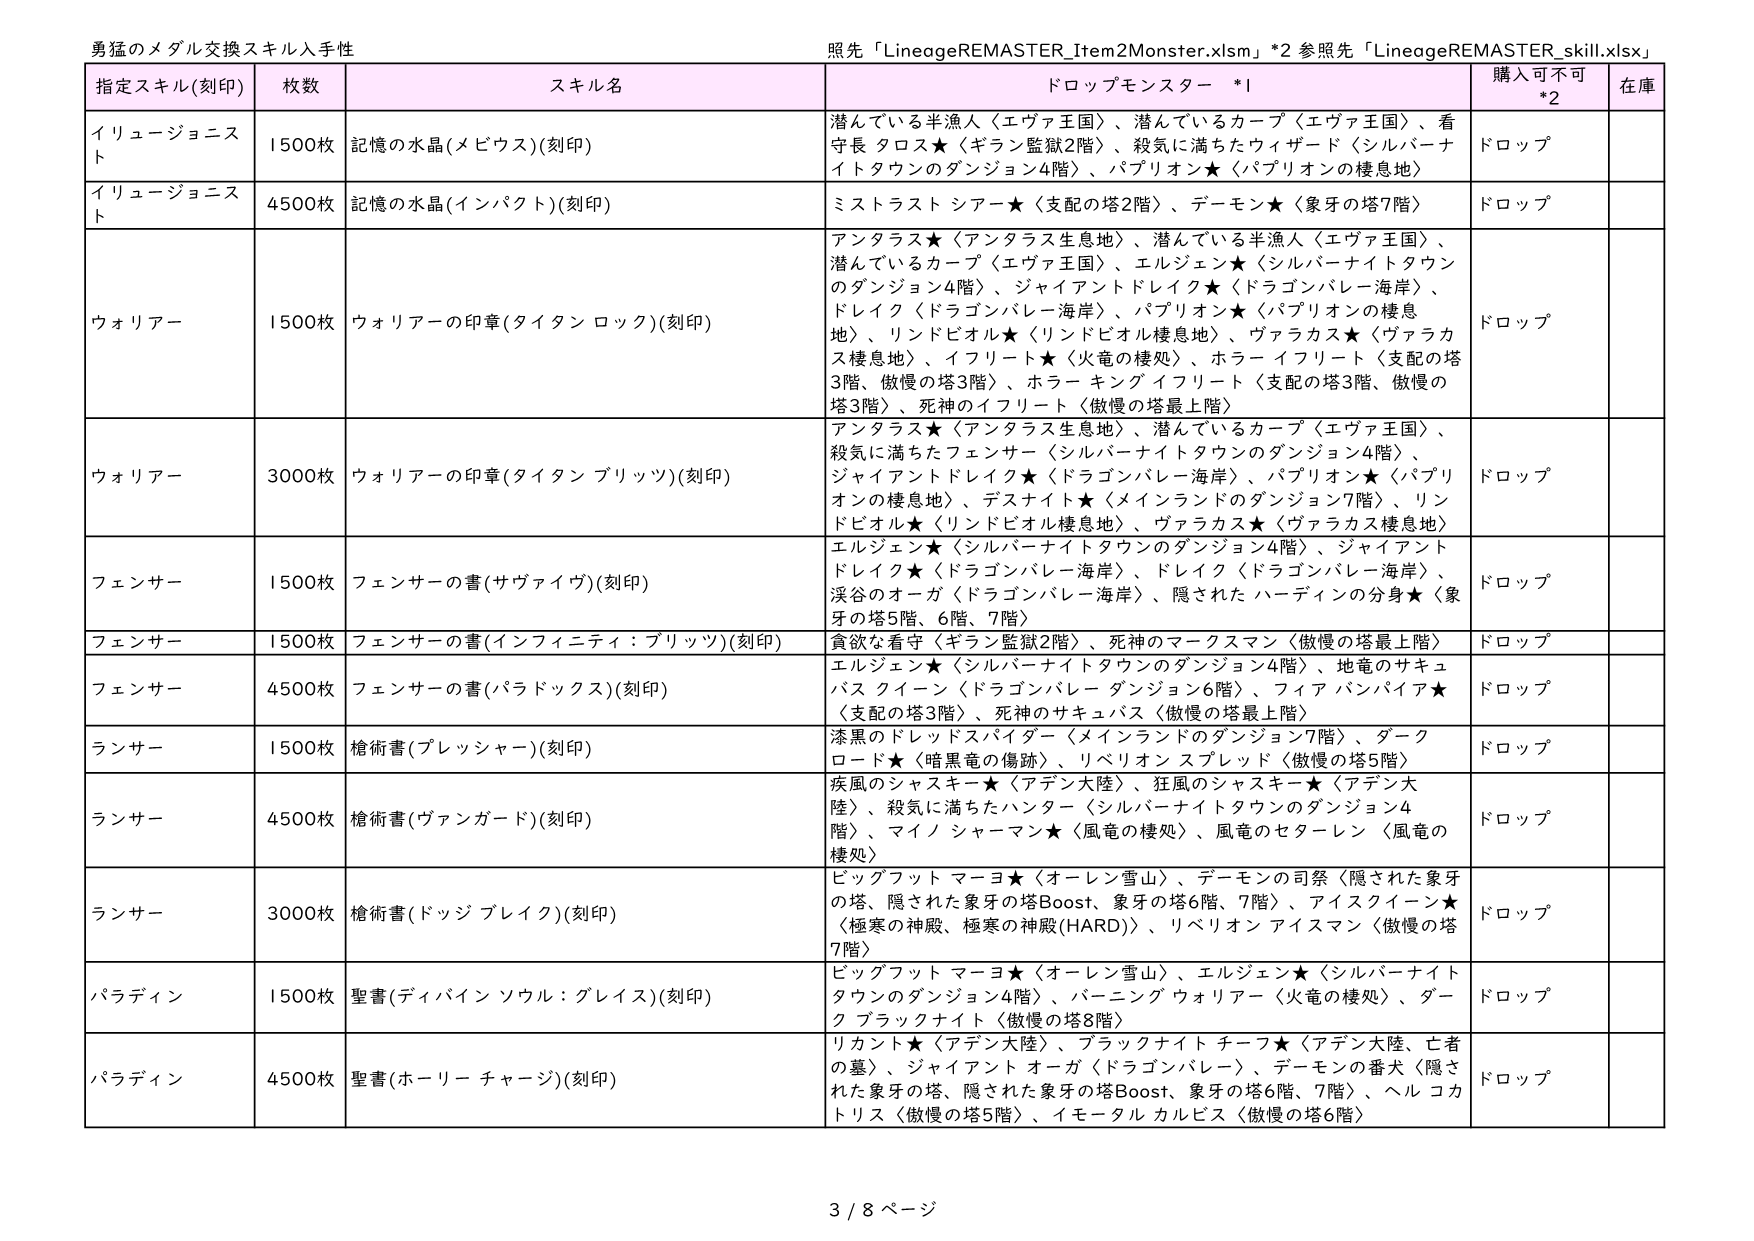 勇猛のメダル交換スキル入手性
照先「LineageREMASTER_Item2Monster.xlsm」*2 参照先「LineageREMASTER_skill.xlsx」
指定スキル(刻印) 枚数 スキル名 ドロップモンスター *1 購入可不可 *2 在庫
イリュージョニス
ト
1500枚 記憶の水晶(メビウス)(刻印)
潜んでいる半漁人〈エヴァ王国〉、潜んでいるカープ〈エヴァ王国〉、看
守長 タロス★〈ギラン監獄2階〉、殺気に満ちたウィザード〈シルバーナ
イトタウンのダンジョン4階〉、パプリオン★〈パプリオンの棲息地〉
ドロップ
イリュージョニス
ト
4500枚 記憶の水晶(インパクト)(刻印)
ミストラスト シアー★〈支配の塔2階〉、デーモン★〈象牙の塔7階〉
ドロップ
ウォリアー 1500枚 ウォリアーの印章(タイタン ロック)(刻印)
アンタラス★〈アンタラス生息地〉、潜んでいる半漁人〈エヴァ王国〉、
潜んでいるカープ〈エヴァ王国〉、エルジェン★〈シルバーナイトタウン
のダンジョン4階〉、ジャイアントドレイク★〈ドラゴンバレー海岸〉、
ドレイク〈ドラゴンバレー海岸〉、パプリオン★〈パプリオンの棲息
地〉、リンドビオル★〈リンドビオル棲息地〉、ヴァラカス★〈ヴァラカ
ス棲息地〉、イフリート★〈火竜の棲処〉、ホラー イフリート〈支配の塔
3階、傲慢の塔3階〉、ホラー キング イフリート〈支配の塔3階、傲慢の
塔3階〉、死神のイフリート〈傲慢の塔最上階〉
ドロップ
ウォリアー 3000枚 ウォリアーの印章(タイタン ブリッツ)(刻印)
アンタラス★〈アンタラス生息地〉、潜んでいるカープ〈エヴァ王国〉、
殺気に満ちたフェンサー〈シルバーナイトタウンのダンジョン4階〉、
ジャイアントドレイク★〈ドラゴンバレー海岸〉、パプリオン★〈パプリ
オンの棲息地〉、デスナイト★〈メインランドのダンジョン7階〉、リン
ドビオル★〈リンドビオル棲息地〉、ヴァラカス★〈ヴァラカス棲息地〉
ドロップ
フェンサー 1500枚 フェンサーの書(サヴァイヴ)(刻印)
エルジェン★〈シルバーナイトタウンのダンジョン4階〉、ジャイアント
ドレイク★〈ドラゴンバレー海岸〉、ドレイク〈ドラゴンバレー海岸〉、
渓谷のオーガ〈ドラゴンバレー海岸〉、隠された ハーディンの分身★〈象
牙の塔5階、6階、7階〉
ドロップ
フェンサー 1500枚 フェンサーの書(インフィニティ：ブリッツ)(刻印) 貪欲な看守〈ギラン監獄2階〉、死神のマークスマン〈傲慢の塔最上階〉 ドロップ
フェンサー 4500枚 フェンサーの書(パラドックス)(刻印)
エルジェン★〈シルバーナイトタウンのダンジョン4階〉、地竜のサキュ
バス クイーン〈ドラゴンバレー ダンジョン6階〉、フィア バンパイア★
〈支配の塔3階〉、死神のサキュバス〈傲慢の塔最上階〉
ドロップ
ランサー 1500枚 槍術書(プレッシャー)(刻印)
漆黒のドレッドスパイダー〈メインランドのダンジョン7階〉、ダーク
ロード★〈暗黒竜の傷跡〉、リベリオン スプレッド〈傲慢の塔5階〉
ドロップ
ランサー 4500枚 槍術書(ヴァンガード)(刻印)
疾風のシャスキー★〈アデン大陸〉、狂風のシャスキー★〈アデン大
陸〉、殺気に満ちたハンター〈シルバーナイトタウンのダンジョン4
階〉、マイノ シャーマン★〈風竜の棲処〉、風竜のセターレン 〈風竜の
棲処〉
ドロップ
ランサー 3000枚 槍術書(ドッジ ブレイク)(刻印)
ビッグフット マーヨ★〈オーレン雪山〉、デーモンの司祭〈隠された象牙
の塔、隠された象牙の塔Boost、象牙の塔6階、7階〉、アイスクイーン★
〈極寒の神殿、極寒の神殿(HARD)〉、リベリオン アイスマン〈傲慢の塔
7階〉
ドロップ
パラディン 1500枚 聖書(ディバイン ソウル：グレイス)(刻印)
ビッグフット マーヨ★〈オーレン雪山〉、エルジェン★〈シルバーナイト
タウンのダンジョン4階〉、バーニング ウォリアー〈火竜の棲処〉、ダー
ク ブラックナイト〈傲慢の塔8階〉
ドロップ
パラディン 4500枚 聖書(ホーリー チャージ)(刻印)
リカント★〈アデン大陸〉、ブラックナイト チーフ★〈アデン大陸、亡者
の墓〉、ジャイアント オーガ〈ドラゴンバレー〉、デーモンの番犬〈隠さ
れた象牙の塔、隠された象牙の塔Boost、象牙の塔6階、7階〉、ヘル コカ
トリス〈傲慢の塔5階〉、イモータル カルビス〈傲慢の塔6階〉
ドロップ
3 / 8 ページ